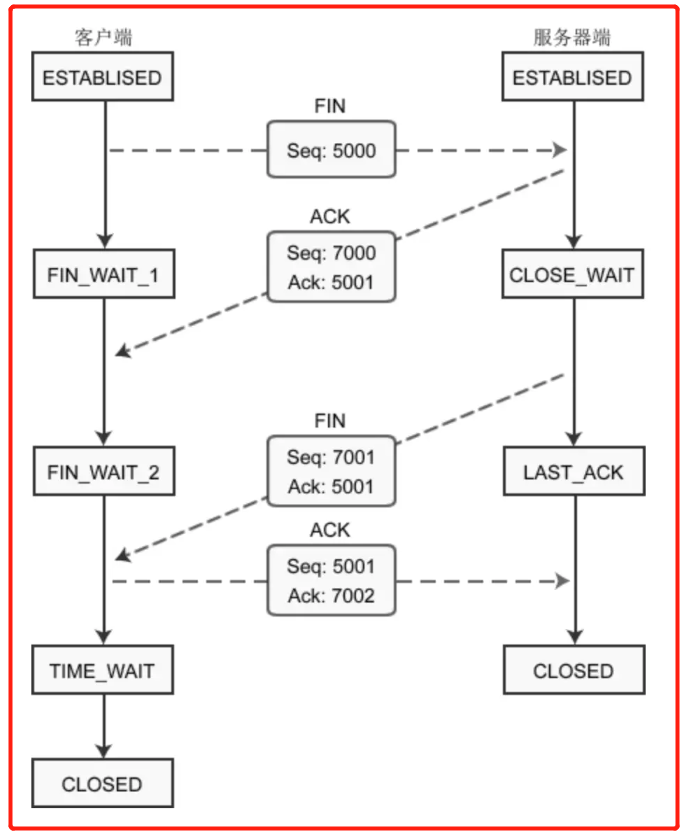 客户端
服务器端
ESTABLISED
ESTABLISED
FIN
Seq: 5000
ACK
Seq: 7000
Ack: 5001
FIN_WAIT_1
CLOSE_WAIT
FIN
Seq: 7001
Ack: 5001
FIN_WAIT_2
LAST_ACK
ACK
Seq: 5001
Ack: 7002
TIME_WAIT
CLOSED
CLOSED